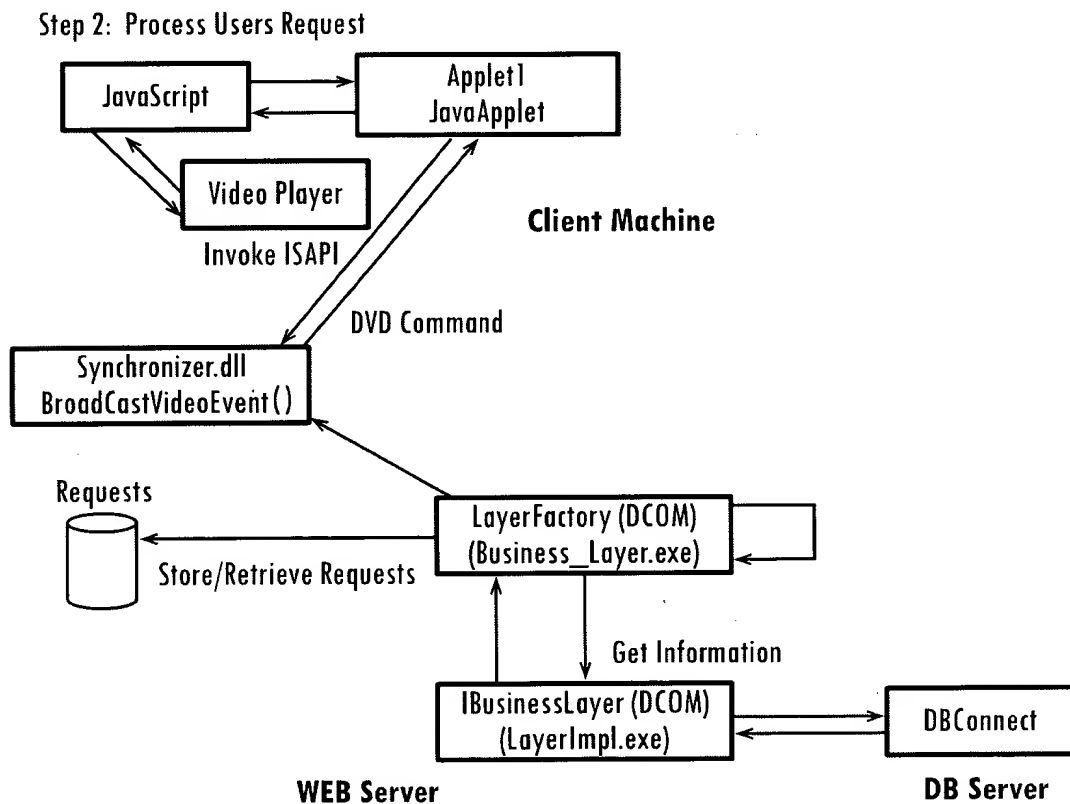 Step 2: Process Users Request
JavaScript
Applet1
JavaApplet
Video Player
Client Machine
Invoke ISAPI
DVD Command
Synchronizer.dll
BroadCastVideoEvent()
Requests
LayerFactory (DCOM)
(Business_Layer.exe)
Store/Retrieve Requests
Get Information
IBusinessLayer (DCOM)
(LayerImpl.exe)
DBConnect
WEB Server
DB Server